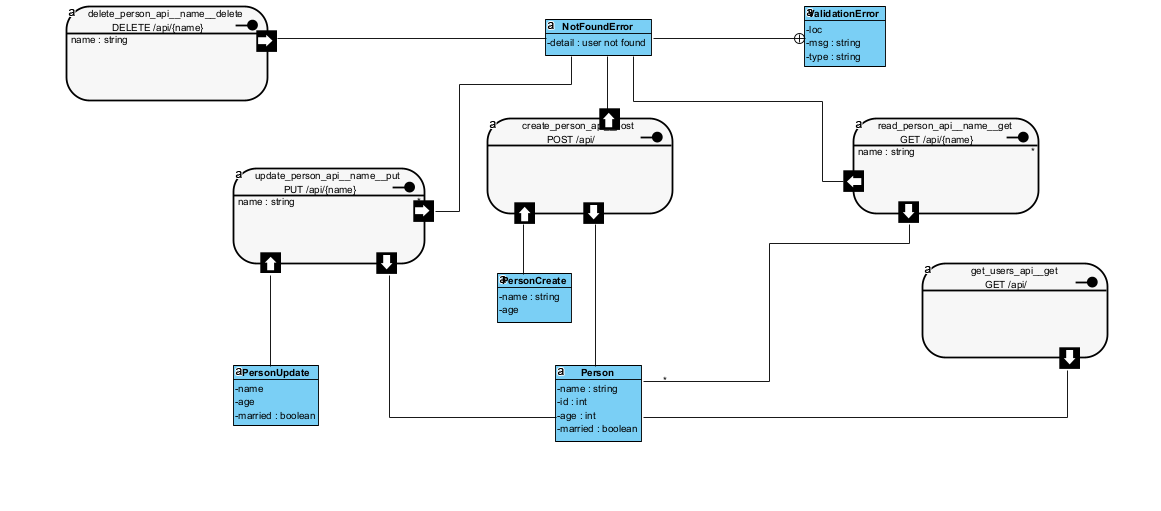 a
delete_person_api__name__delete
DELETE /api/{name}
name : string
a
NotFoundError
-detail : user not found
a
ValidationError
-loc
-msg : string
-type : string
a
create_person_api__post
POST /api/
a
read_person_api__name__get
GET /api/{name}
name : string
*
a
update_person_api__name__put
PUT /api/{name}
name : string
a
get_users_api__get
GET /api/
a
PersonCreate
-name : string
-age
a
PersonUpdate
-name
-age
-married : boolean
a
Person
-name : string
-id : int
-age : int
-married : boolean
*